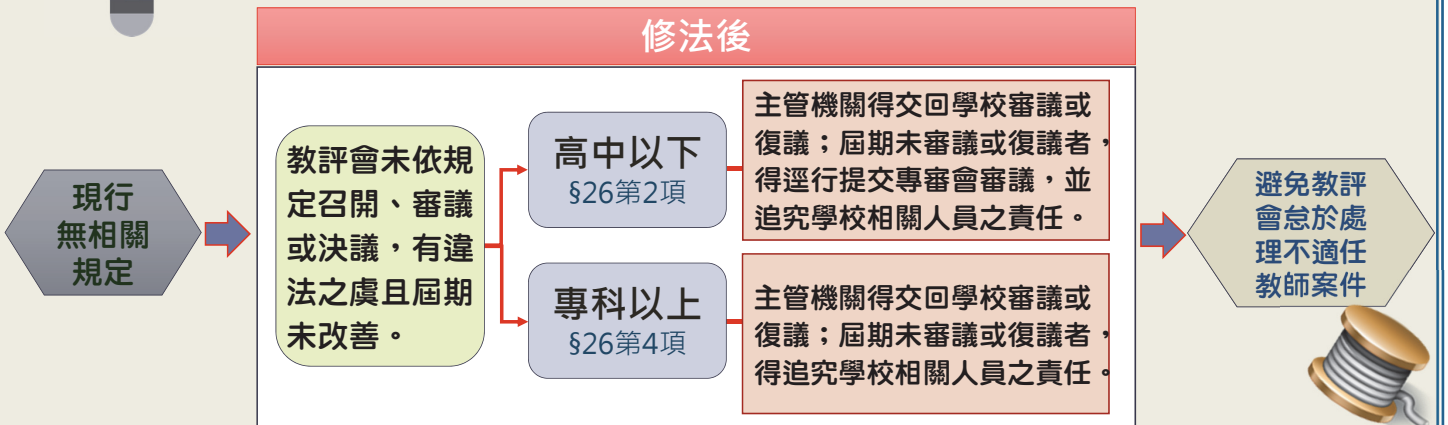 修法後
現行
無相關
規定
教評會未依規
定召開、審議
或決議，有違
法之虞且屆期
未改善。
高中以下
§26第2項
主管機關得交回學校審議或
復議；屆期未審議或復議者，
得逕行提交專審會審議，並
追究學校相關人員之責任。
專科以上
§26第4項
主管機關得交回學校審議或
復議；屆期未審議或復議者，
得追究學校相關人員之責任。
避免教評
會怠於處
理不適任
教師案件